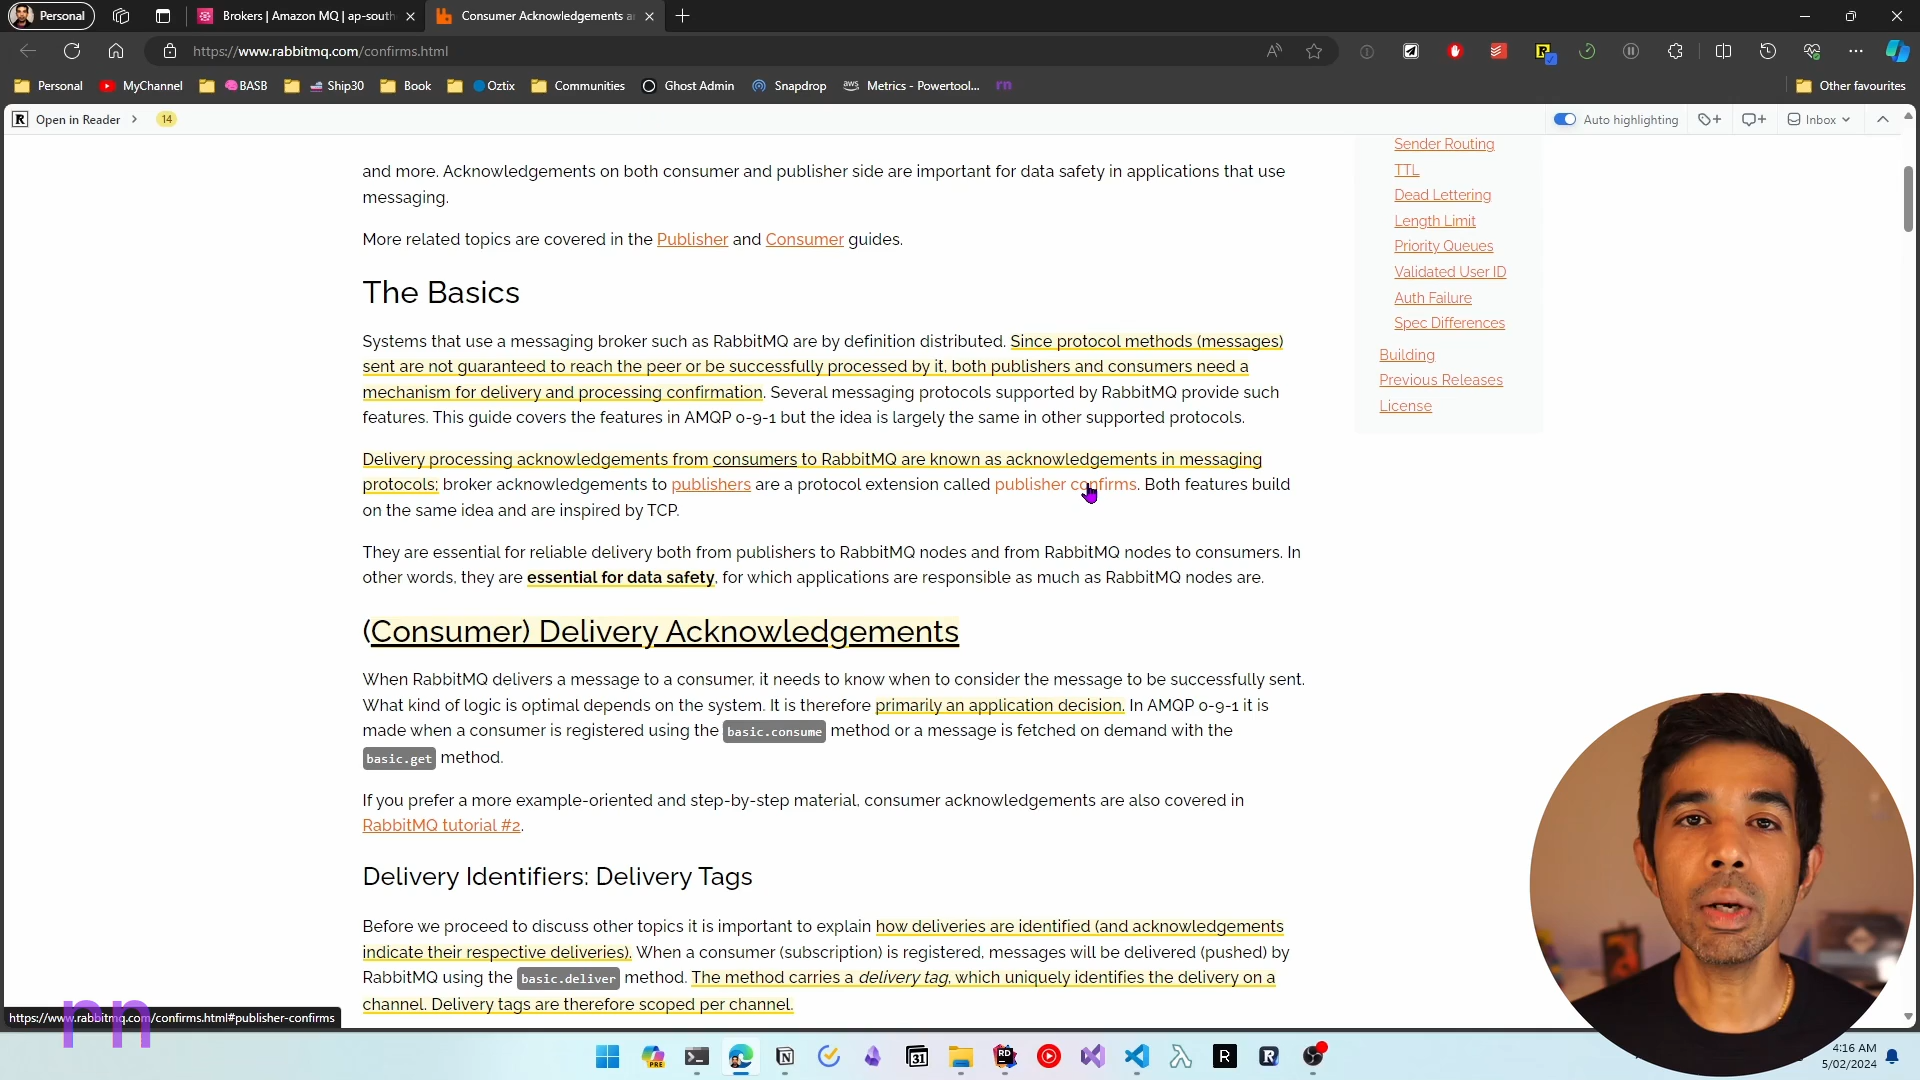 Personal
Brokers | Amazon MQ | ap-south
Consumer Acknowledgements a
https://www.rabbitmq.com/confirms.html
Personal
MyChannel
BASB
Ship30
Book
Oztix
Communities
Ghost Admin
Snapdrop
aws
Metrics - Powertool...
rn
Other favourites
R
Open in Reader
14
Auto highlighting
Inbox
and more. Acknowledgements on both consumer and publisher side are important for data safety in applications that use
messaging.
More related topics are covered in the Publisher and Consumer guides.
The Basics
Systems that use a messaging broker such as RabbitMQ are by definition distributed. Since protocol methods (messages)
sent are not guaranteed to reach the peer or be successfully processed by it, both publishers and consumers need a
mechanism for delivery and processing confirmation. Several messaging protocols supported by RabbitMQ provide such
features. This guide covers the features in AMQP 0-9-1 but the idea is largely the same in other supported protocols.
Delivery processing acknowledgements from consumers to RabbitMQ are known as acknowledgements in messaging
protocols; broker acknowledgements to publishers are a protocol extension called publisher confirms. Both features build
on the same idea and are inspired by TCP.
They are essential for reliable delivery both from publishers to RabbitMQ nodes and from RabbitMQ nodes to consumers. In
other words, they are essential for data safety, for which applications are responsible as much as RabbitMQ nodes are.
(Consumer) Delivery Acknowledgements
When RabbitMQ delivers a message to a consumer, it needs to know when to consider the message to be successfully sent.
What kind of logic is optimal depends on the system. It is therefore primarily an application decision. In AMQP 0-9-1 it is
made when a consumer is registered using the basic.consume method or a message is fetched on demand with the
basic.get method.
If you prefer a more example-oriented and step-by-step material, consumer acknowledgements are also covered in
RabbitMQ tutorial #2.
Delivery Identifiers: Delivery Tags
Before we proceed to discuss other topics it is important to explain how deliveries are identified (and acknowledgements
indicate their respective deliveries). When a consumer (subscription) is registered, messages will be delivered (pushed) by
RabbitMQ using the basic.deliver method. The method carries a delivery tag, which uniquely identifies the delivery on a
channel. Delivery tags are therefore scoped per channel.
Sender Routing
TTL
Dead Lettering
Length Limit
Priority Queues
Validated User ID
Auth Failure
Spec Differences
Building
Previous Releases
License
https://www.rabbitmq.com/confirms.html#publisher-confirms
rn
PRE
31
RD
R
R
4:16 AM
5/02/2024